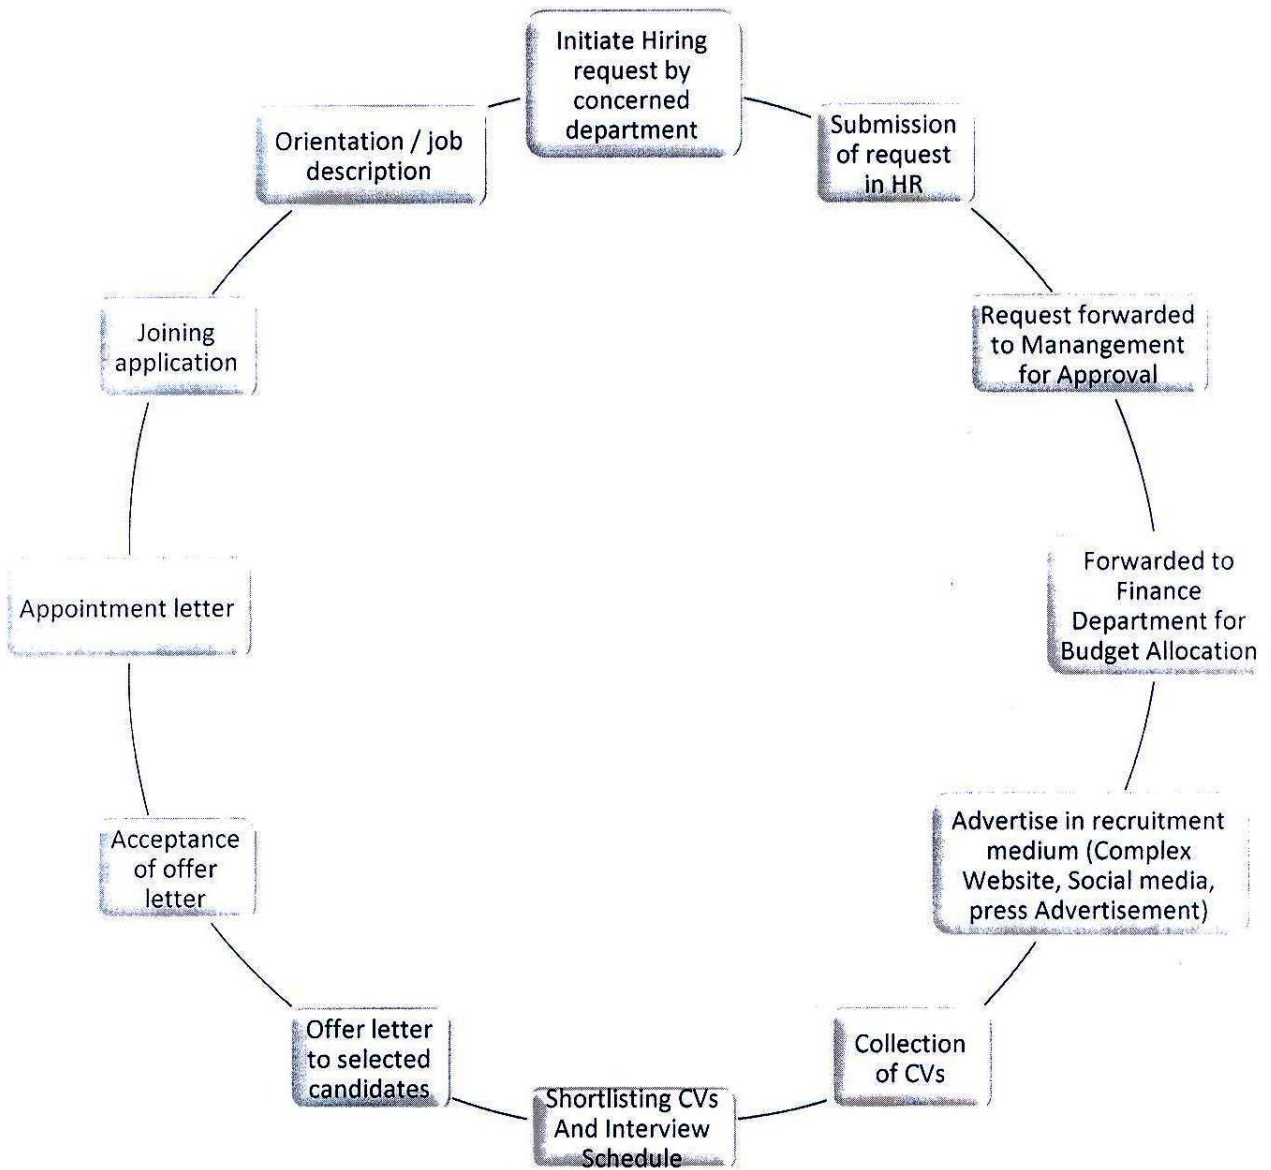 Initiate Hiring
request by
concerned
department
Submission
of request
in HR
Request forwarded
to Manangement
for Approval
Forwarded to
Finance
Department for
Budget Allocation
Advertise in recruitment
medium (Complex
Website, Social media,
press Advertisement)
Collection
of CVs
Shortlisting CVs
And Interview
Schedule
Offer letter
to selected
candidates
Acceptance
of offer
letter
Appointment letter
Joining
application
Orientation / job
description